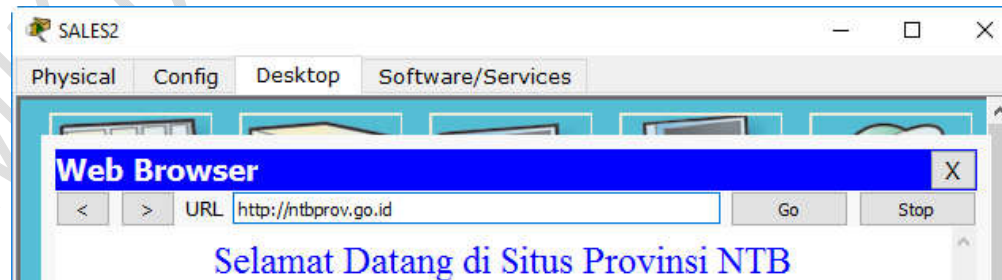 SALES2
Physical Config Desktop Software/Services
Web Browser X
< > URL http://ntbprov.go.id Go Stop
Selamat Datang di Situs Provinsi NTB